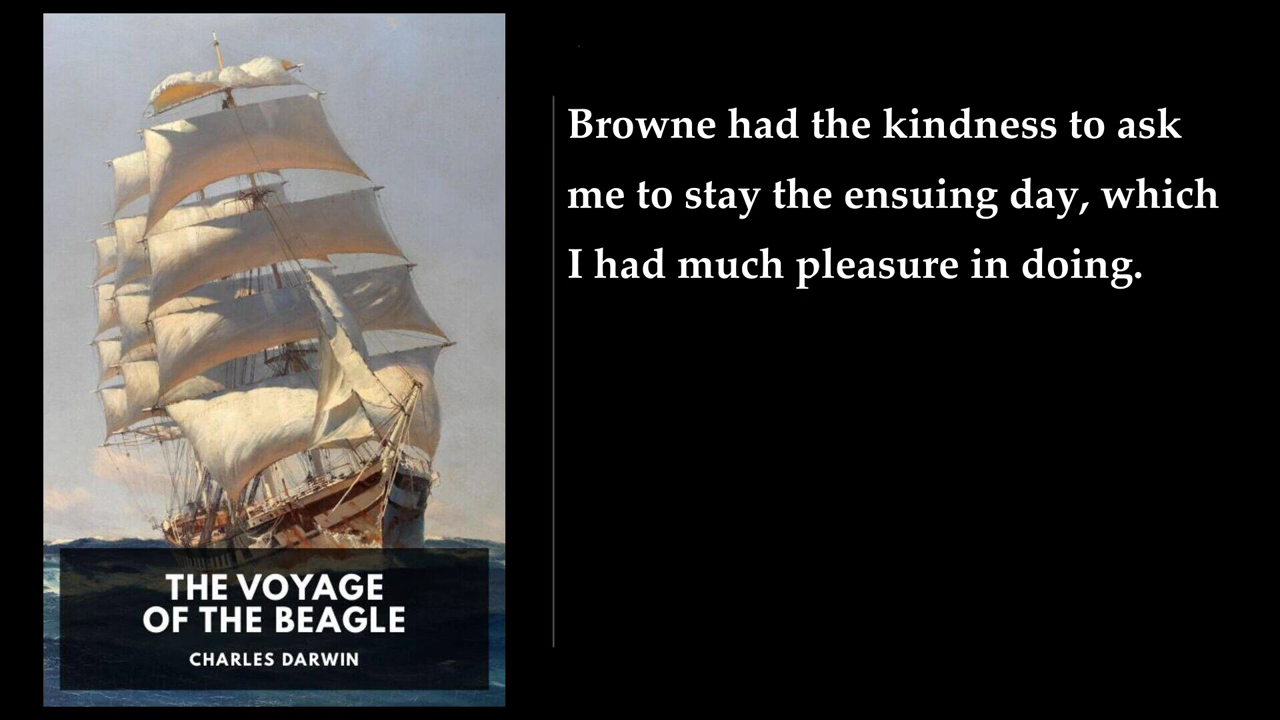 Browne had the kindness to ask
me to stay the ensuing day, which
I had much pleasure in doing.
THE VOYAGE
OF THE BEAGLE
CHARLES DARWIN